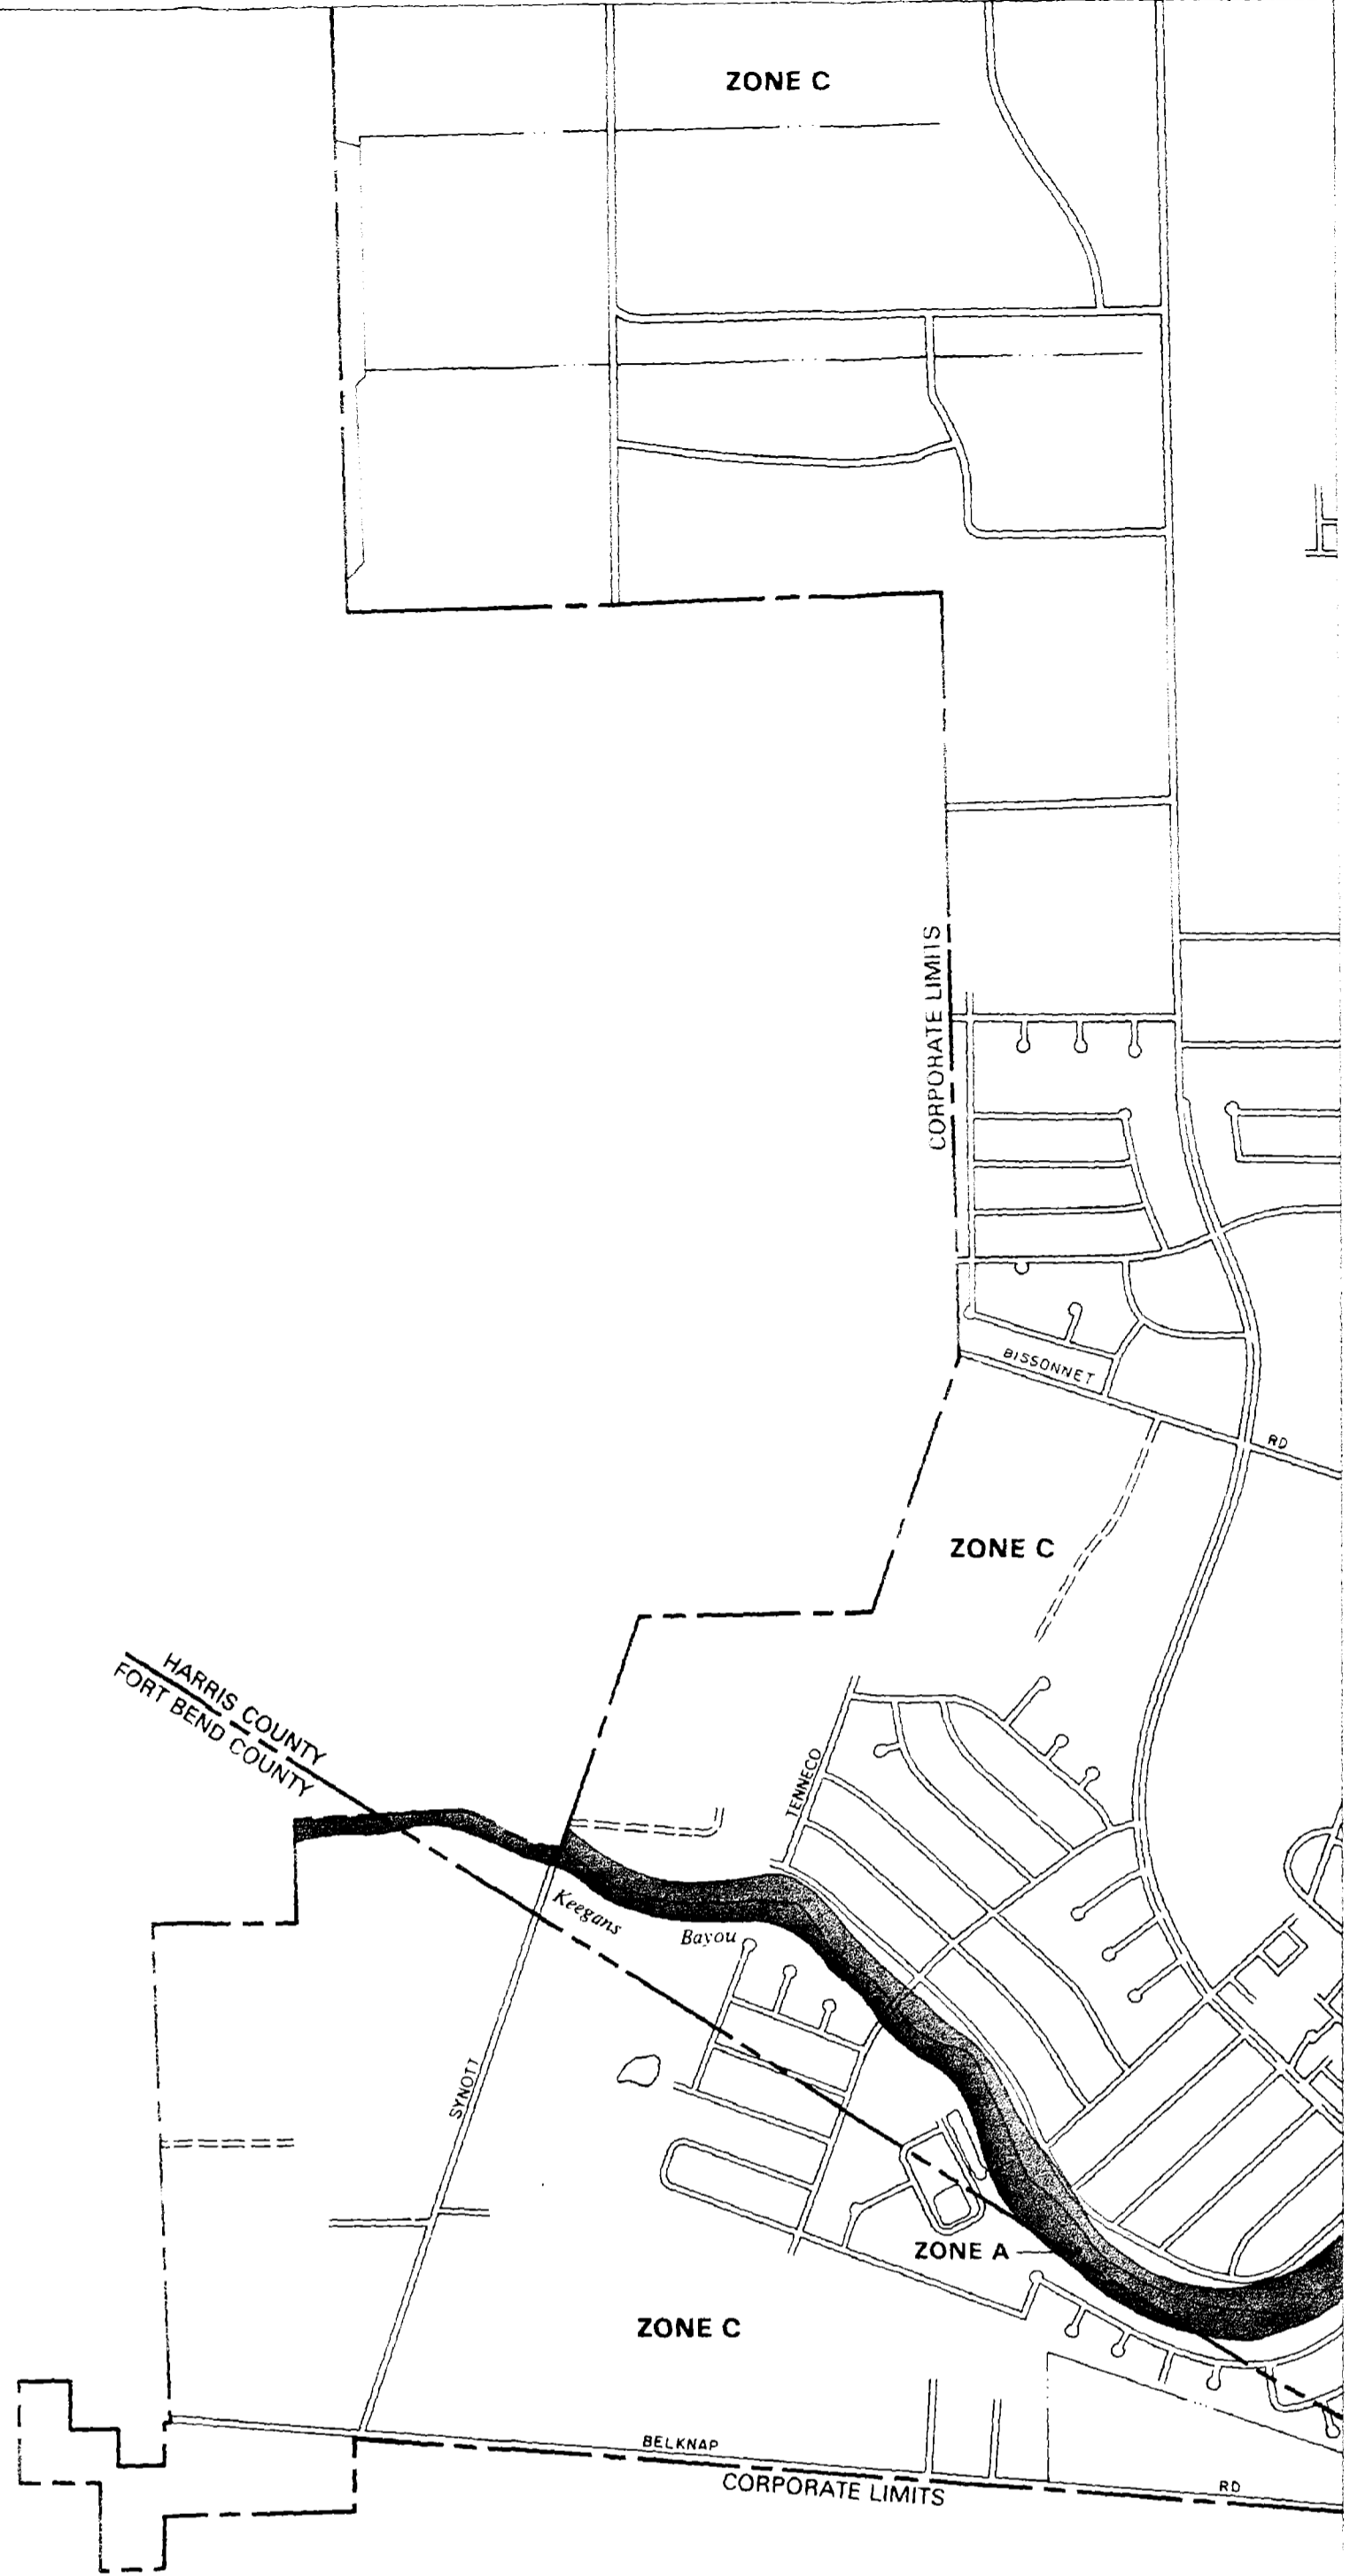 ZONE C
CORPORATE LIMITS
BISSONNET
RD
ZONE C
HARRIS COUNTY
FORT BEND COUNTY
TENNECO
Keegans
Bayou
SYNOTT
ZONE A
ZONE C
BELKNAP
CORPORATE LIMITS
RD